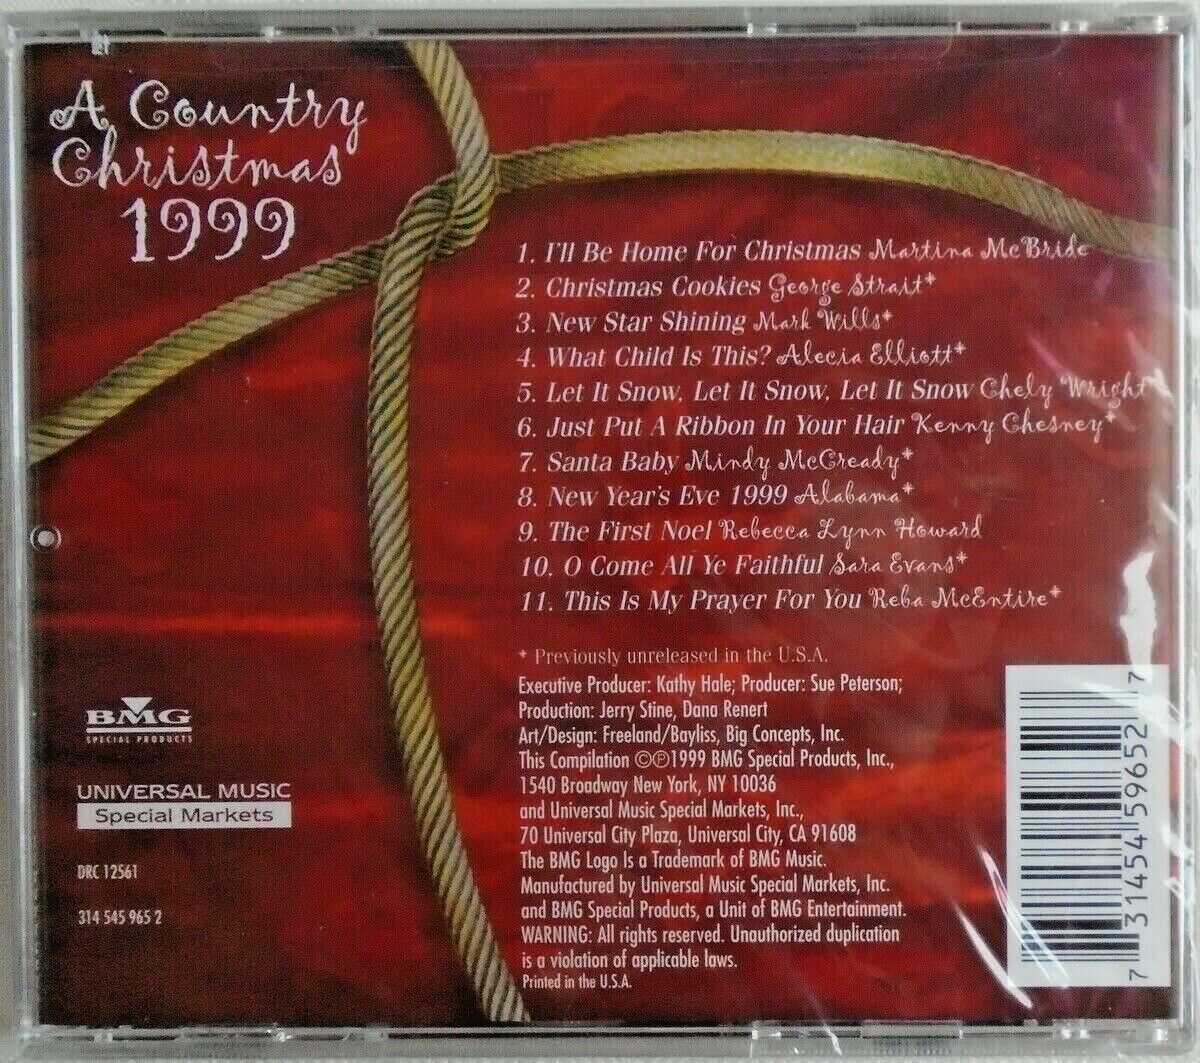 A Country
Christmas
1999
1. I'll Be Home For Christmas Martina McBride
2. Christmas Cookies George Strait*
3. New Star Shining Mark Wills*
4. What Child Is This? Alecia Elliott*
5. Let It Snow, Let It Snow, Let It Snow Chely Wright
6. Just Put A Ribbon In Your Hair Kenny Chesney*
7. Santa Baby Mindy McCready*
8. New Year's Eve 1999 Alabama*
9. The First Noel Rebecca Lynn Howard
10. O Come All Ye Faithful Sara Evans*
11. This Is My Prayer For You Reba McEntire*
* Previously unreleased in the U.S.A.
Executive Producer: Kathy Hale; Producer: Sue Peterson;
Production: Jerry Stine, Dana Renert
Art/Design: Freeland/Bayliss, Big Concepts, Inc.
This Compilation ©℗1999 BMG Special Products, Inc.,
1540 Broadway New York, NY 10036
and Universal Music Special Markets, Inc.,
70 Universal City Plaza, Universal City, CA 91608
The BMG Logo Is a Trademark of BMG Music.
Manufactured by Universal Music Special Markets, Inc.
and BMG Special Products, a Unit of BMG Entertainment.
WARNING: All rights reserved. Unauthorized duplication
is a violation of applicable laws.
Printed in the U.S.A.
BMG
SPECIAL PRODUCTS
UNIVERSAL MUSIC
Special Markets
DRC 12561
314 545 965 2
7 31454 59652 7